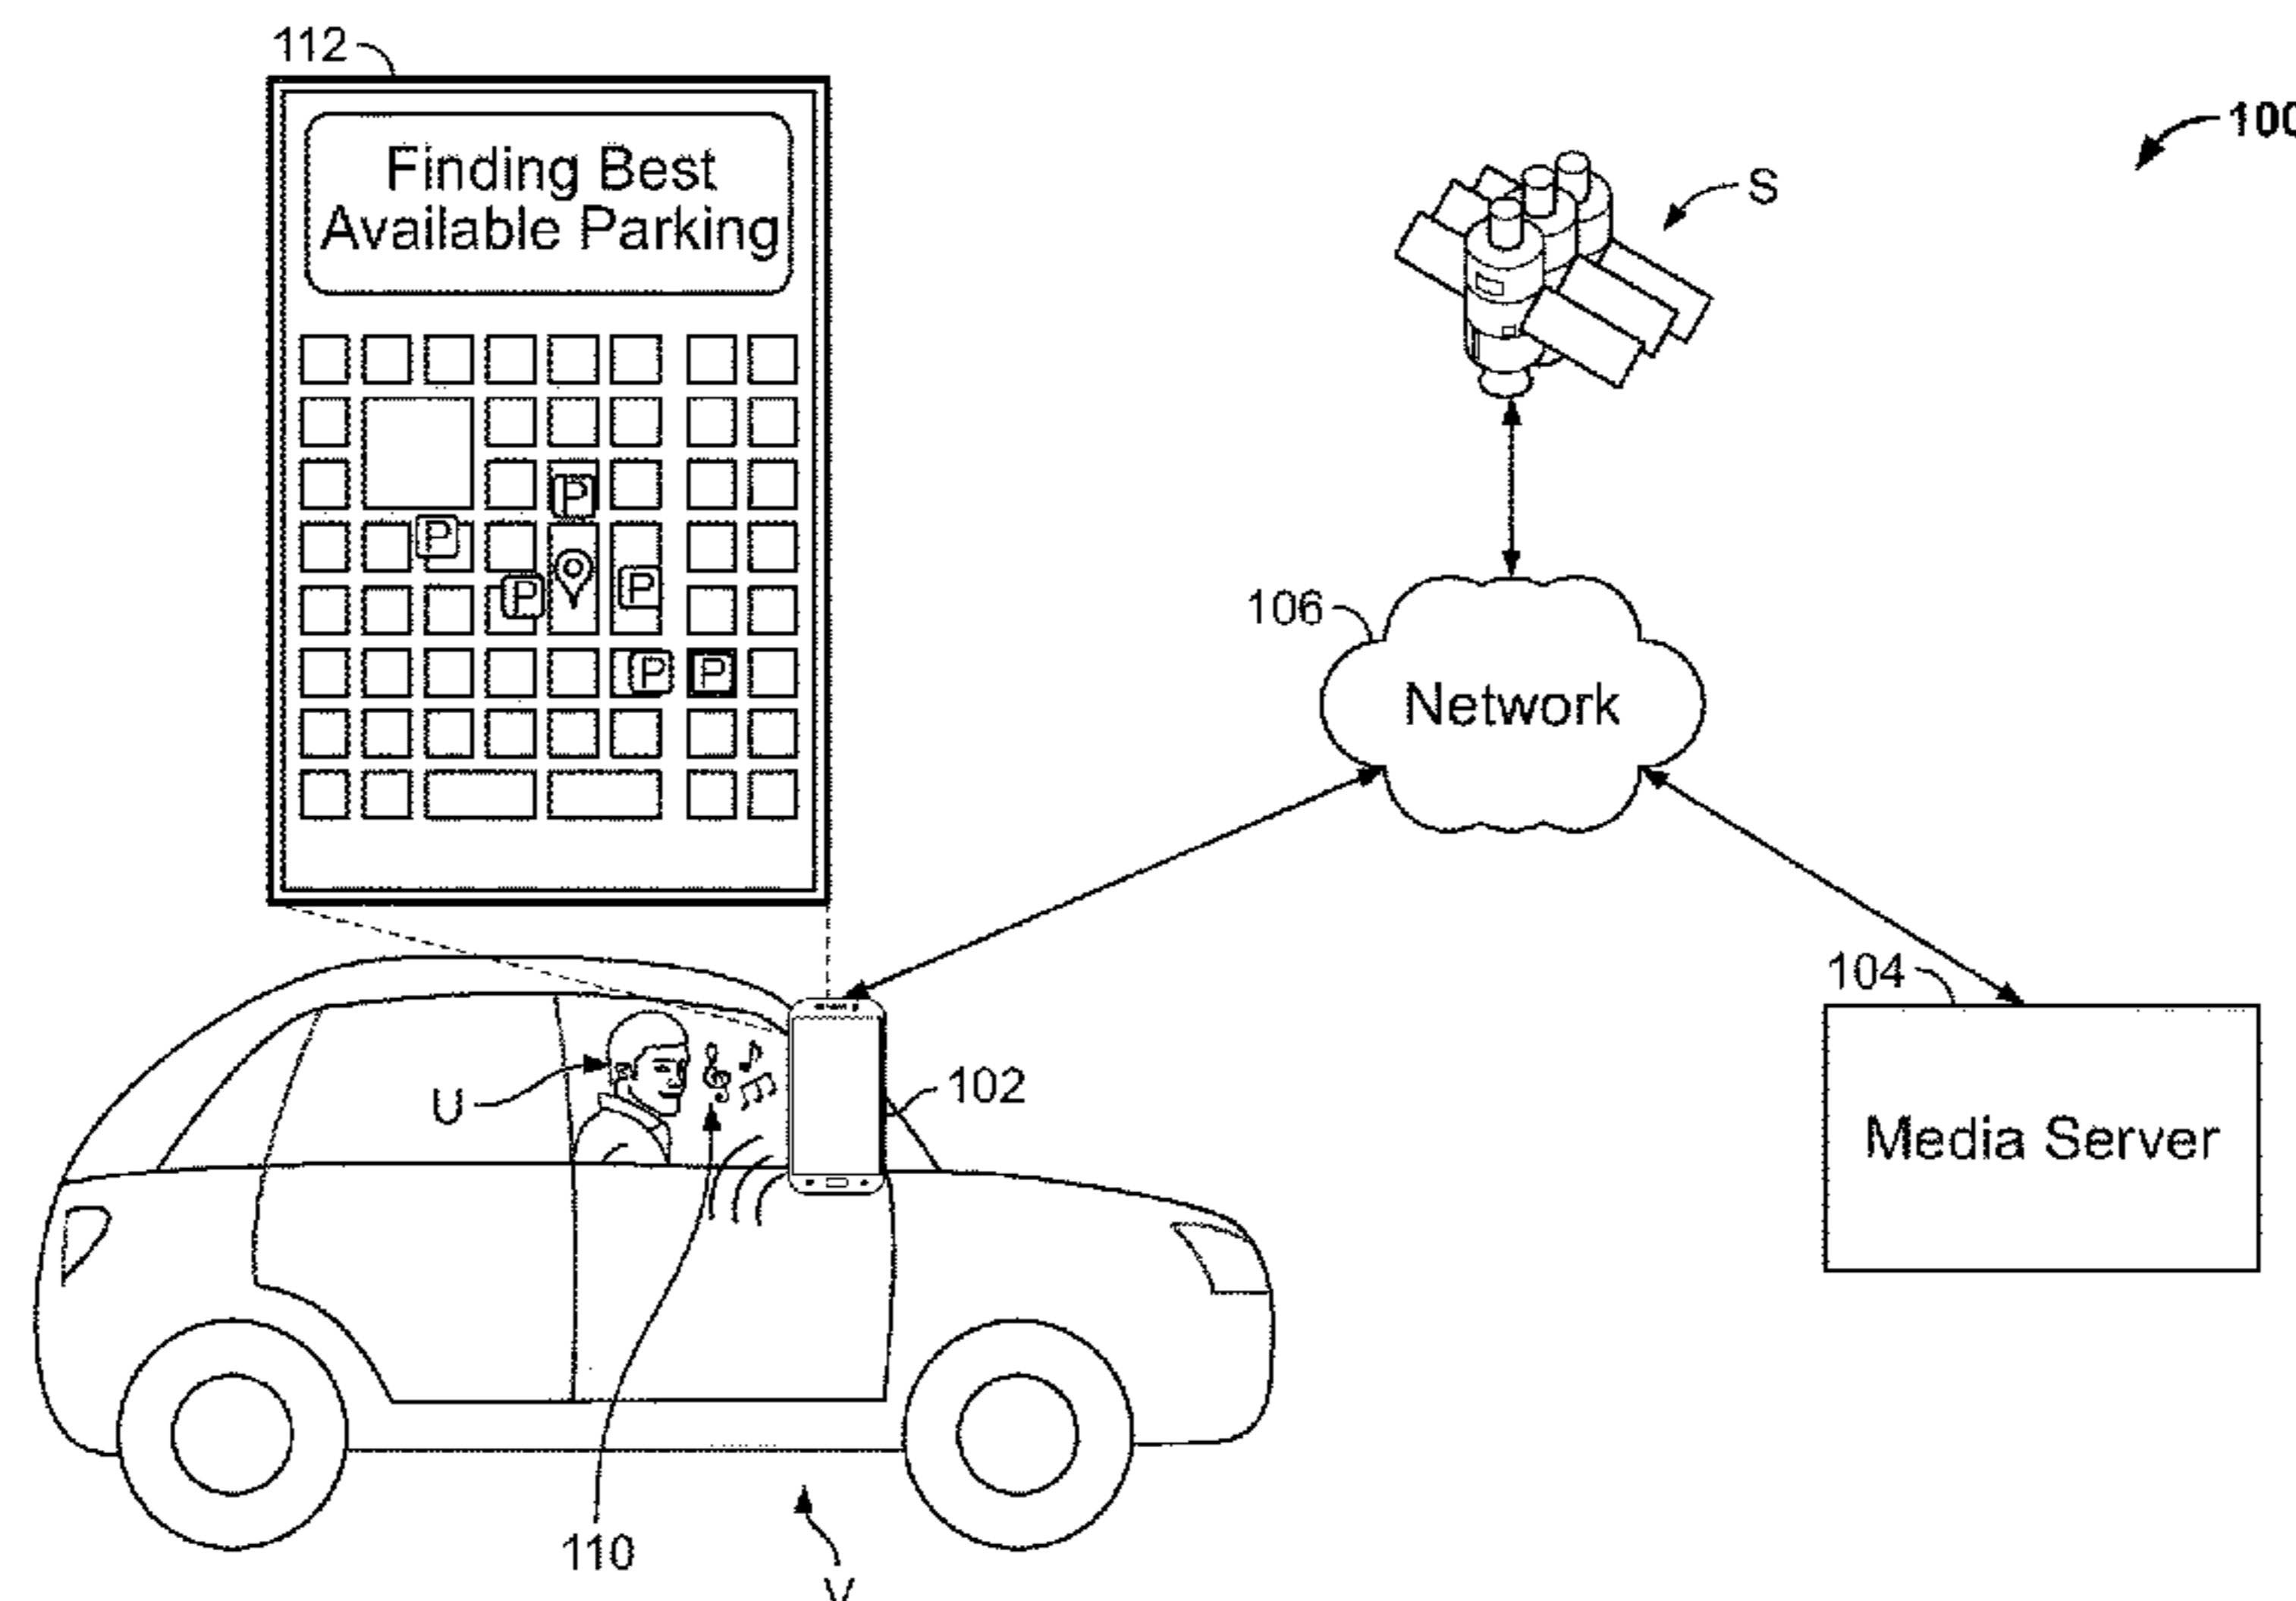 112
Finding Best
Available Parking
P
P
P
P
P
P
100
S
106
Network
104
Media Server
U
102
110
V